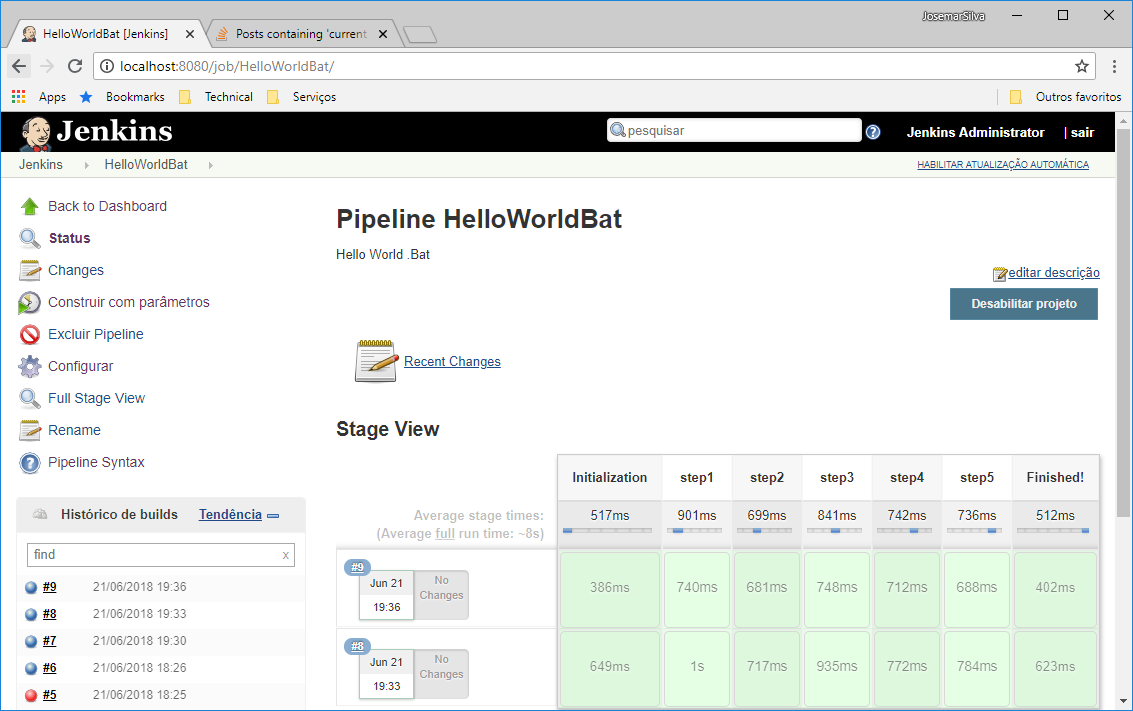 JosemarSilva
HelloWorldBat [Jenkins]
Posts containing 'current
localhost:8080/job/HelloWorldBat/
Apps Bookmarks Technical Serviços Outros favoritos
Jenkins
pesquisar
Jenkins Administrator | sair
Jenkins HelloWorldBat
HABILITAR ATUALIZAÇÃO AUTOMÁTICA
Back to Dashboard
Status
Changes
Construir com parâmetros
Excluir Pipeline
Configurar
Full Stage View
Rename
Pipeline Syntax
Histórico de builds Tendência
find x
#9 21/06/2018 19:36
#8 21/06/2018 19:33
#7 21/06/2018 19:30
#6 21/06/2018 18:26
#5 21/06/2018 18:25
Pipeline HelloWorldBat
Hello World .Bat
editar descrição
Desabilitar projeto
Recent Changes
Stage View
Initialization step1 step2 step3 step4 step5 Finished!
Average stage times:
(Average full run time: ~8s)
517ms 901ms 699ms 841ms 742ms 736ms 512ms
#9
Jun 21
19:36
No
Changes
386ms 740ms 681ms 748ms 712ms 688ms 402ms
#8
Jun 21
19:33
No
Changes
649ms 1s 717ms 935ms 772ms 784ms 623ms